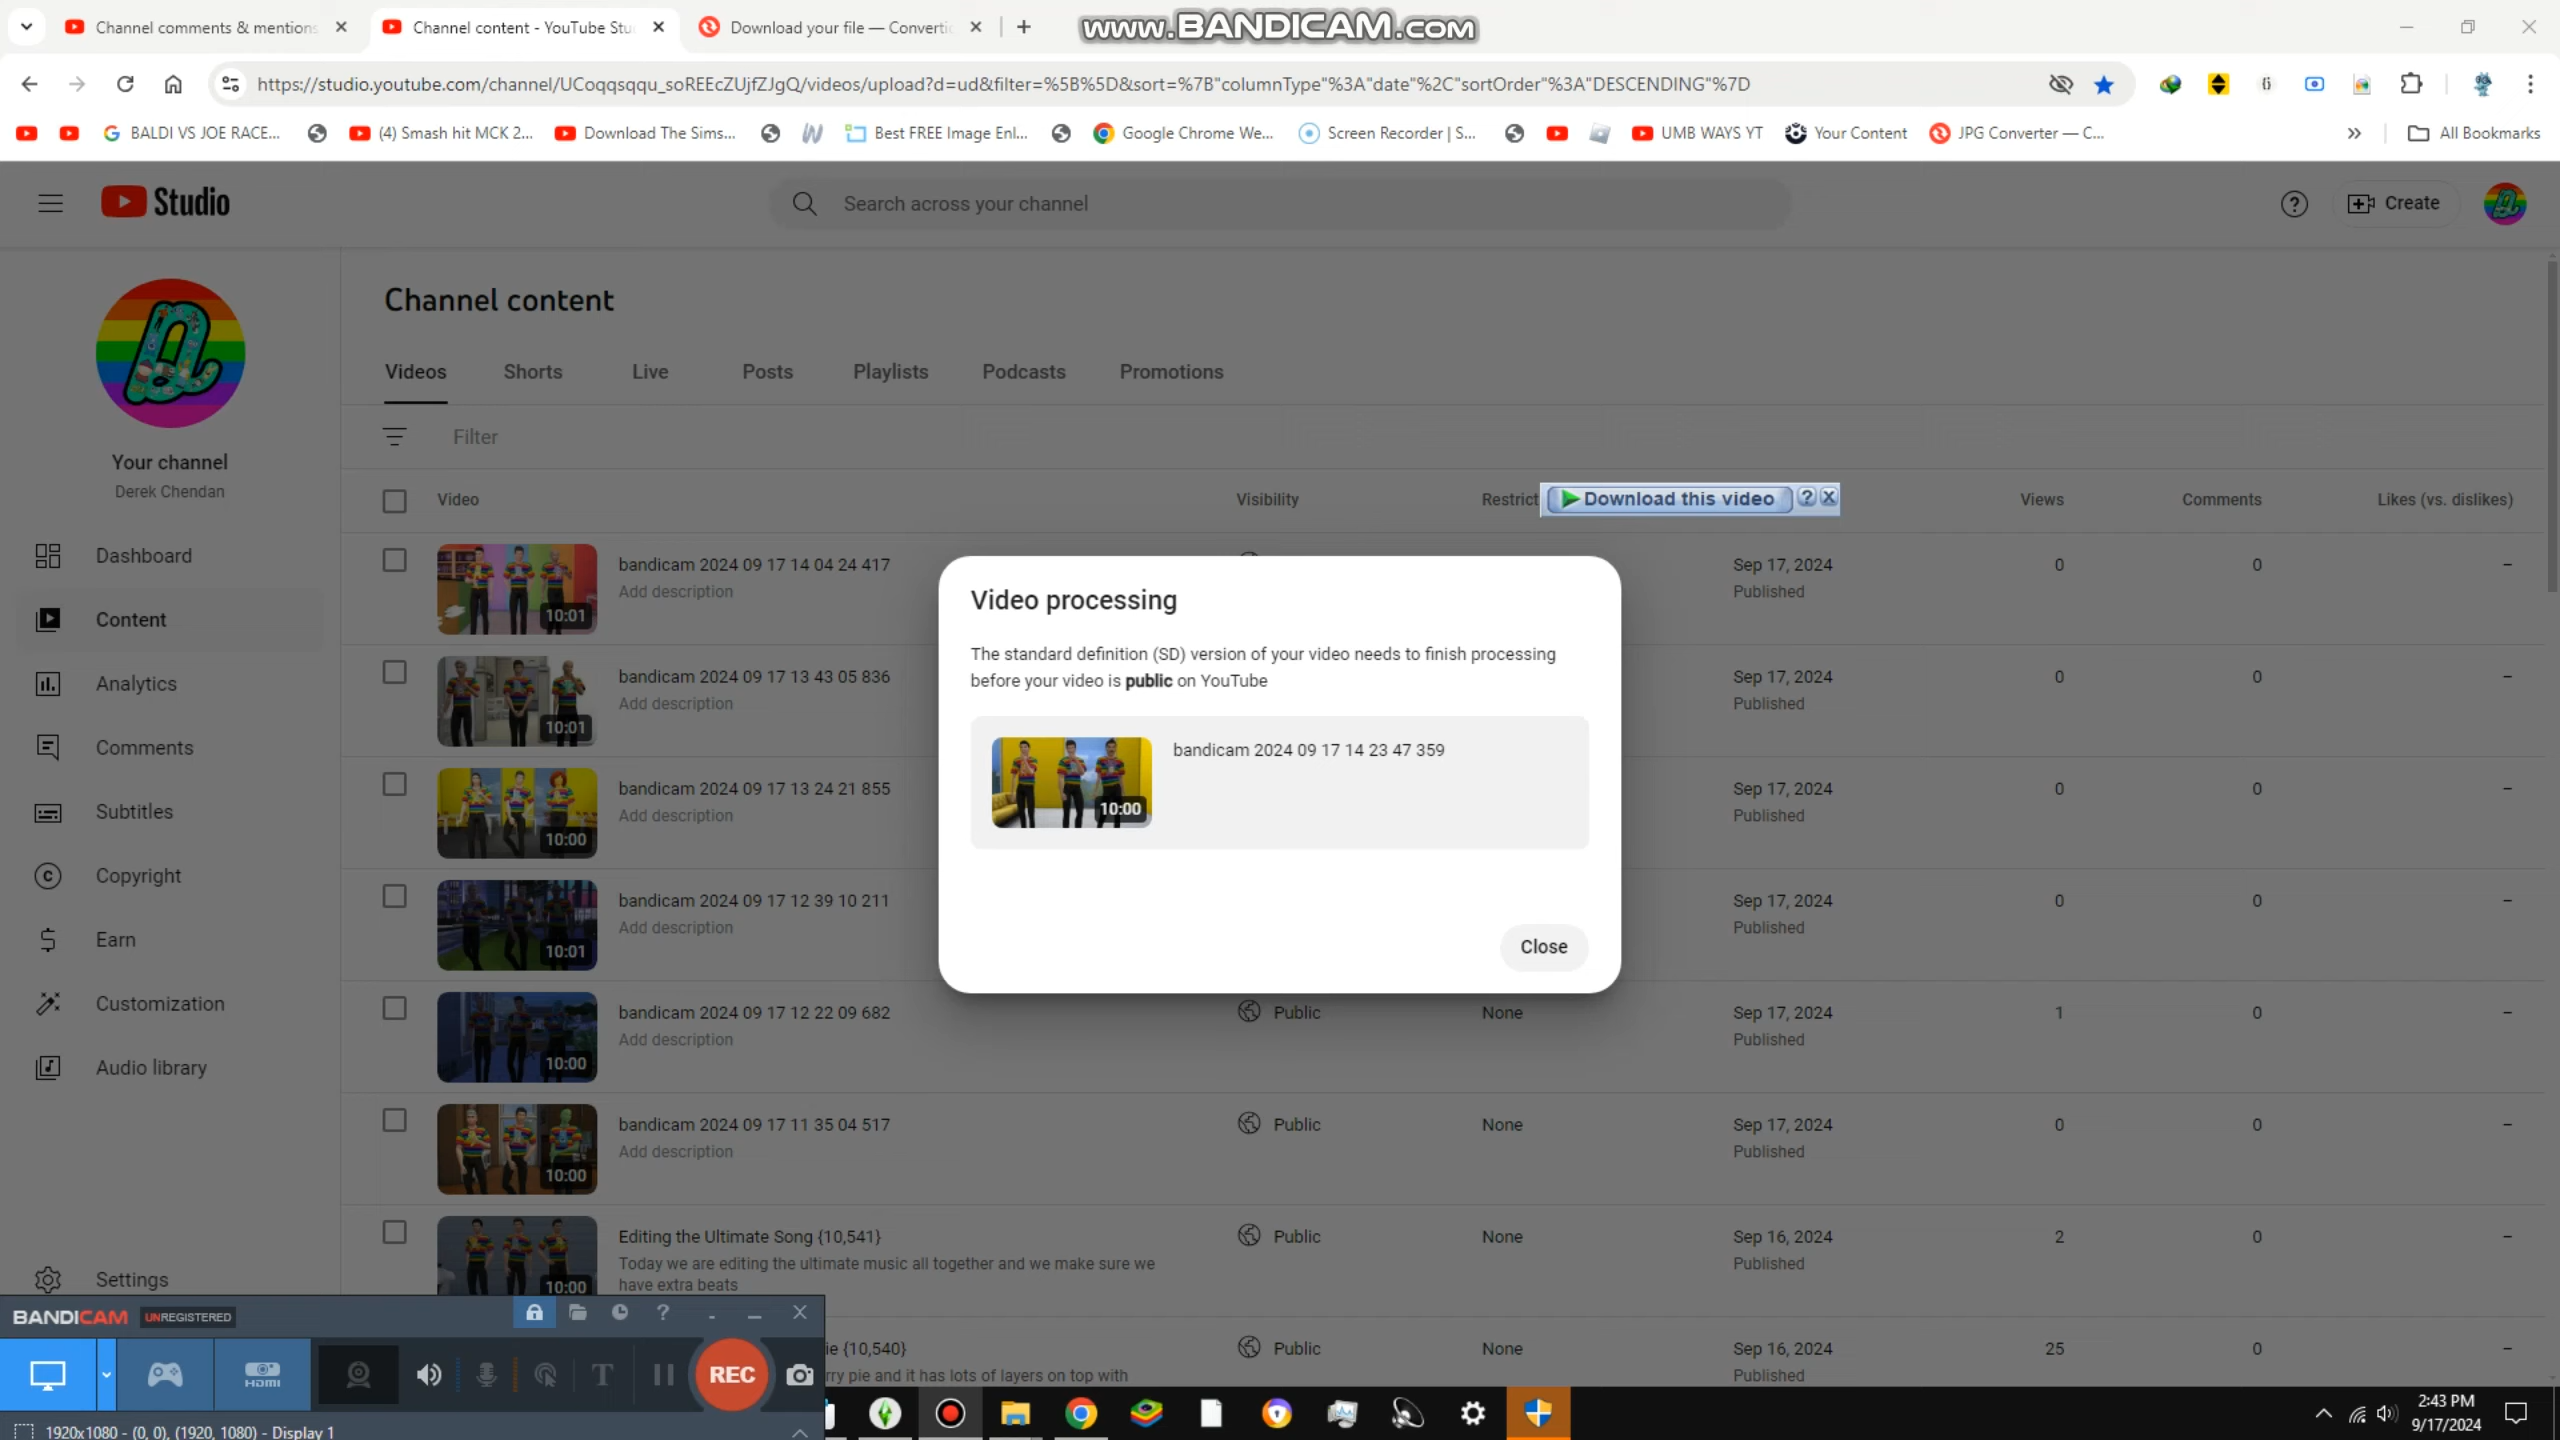 Channel comments & mentions
Channel content - YouTube Stu
Download your file — Converti
www.BANDICAM.com
https://studio.youtube.com/channel/UCoqqsqqu_soREEcZUjfZJgQ/videos/upload?d=ud&filter=%5B%5D&sort=%7B"columnType"%3A"date"%2C"sortOrder"%3A"DESCENDING"%7D
BALDI VS JOE RACE...
(4) Smash hit MCK 2...
Download The Sims...
Best FREE Image Enl...
Google Chrome We...
Screen Recorder | S...
UMB WAYS YT
Your Content
JPG Converter — C...
All Bookmarks
Studio
Search across your channel
Create
Your channel
Derek Chendan
Dashboard
Content
Analytics
Comments
Subtitles
Copyright
Earn
Customization
Audio library
Settings
Channel content
Videos Shorts Live Posts Playlists Podcasts Promotions
Filter
Video Visibility Restrict Views Comments Likes (vs. dislikes)
Download this video
bandicam 2024 09 17 14 04 24 417 Sep 17, 2024 0 0 –
Add description Published
10:01
bandicam 2024 09 17 13 43 05 836 Sep 17, 2024 0 0 –
Add description Published
10:01
bandicam 2024 09 17 13 24 21 855 Sep 17, 2024 0 0 –
Add description Published
10:00
bandicam 2024 09 17 12 39 10 211 Sep 17, 2024 0 0 –
Add description Published
10:01
bandicam 2024 09 17 12 22 09 682 Public None Sep 17, 2024 1 0 –
Add description Published
10:00
bandicam 2024 09 17 11 35 04 517 Public None Sep 17, 2024 0 0 –
Add description Published
10:00
Editing the Ultimate Song {10,541} Public None Sep 16, 2024 2 0 –
Today we are editing the ultimate music all together and we make sure we Published
have extra beats
10:00
ie {10,540} Public None Sep 16, 2024 25 0 –
rry pie and it has lots of layers on top with Published
Video processing
The standard definition (SD) version of your video needs to finish processing
before your video is public on YouTube
bandicam 2024 09 17 14 23 47 359
10:00
Close
BANDICAM UNREGISTERED
HDMI
T
REC
1920x1080 - (0, 0), (1920, 1080) - Display 1
2:43 PM
9/17/2024